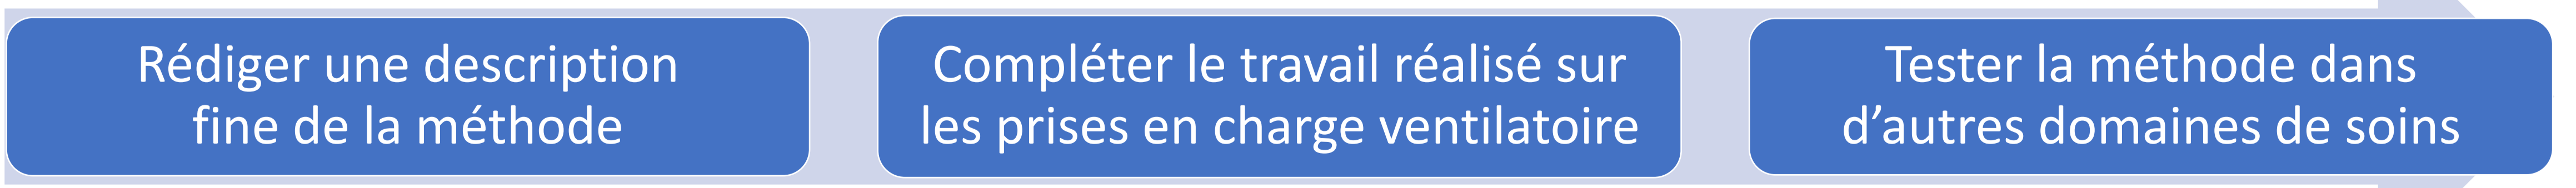 Rédiger une description
fine de la méthode
Compléter le travail réalisé sur
les prises en charge ventilatoire
Tester la méthode dans
d’autres domaines de soins